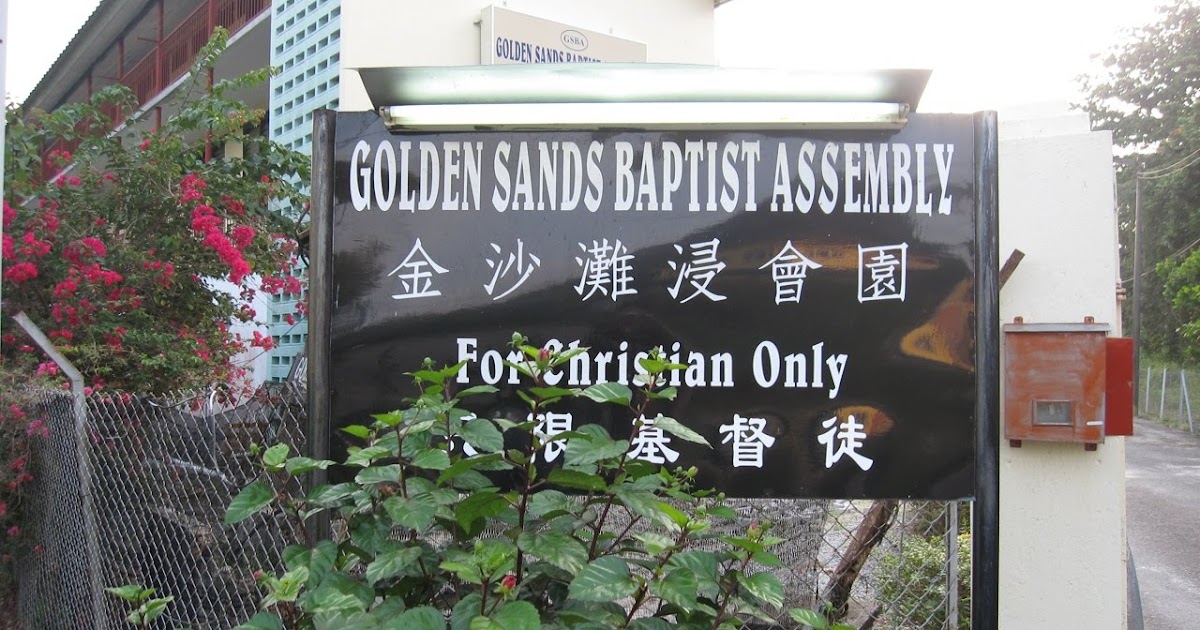 GSBA
GOLDEN SANDS BAPTIST
GOLDEN SANDS BAPTIST ASSEMBLY
金沙灘浸會園
For Christian Only
限基督徒